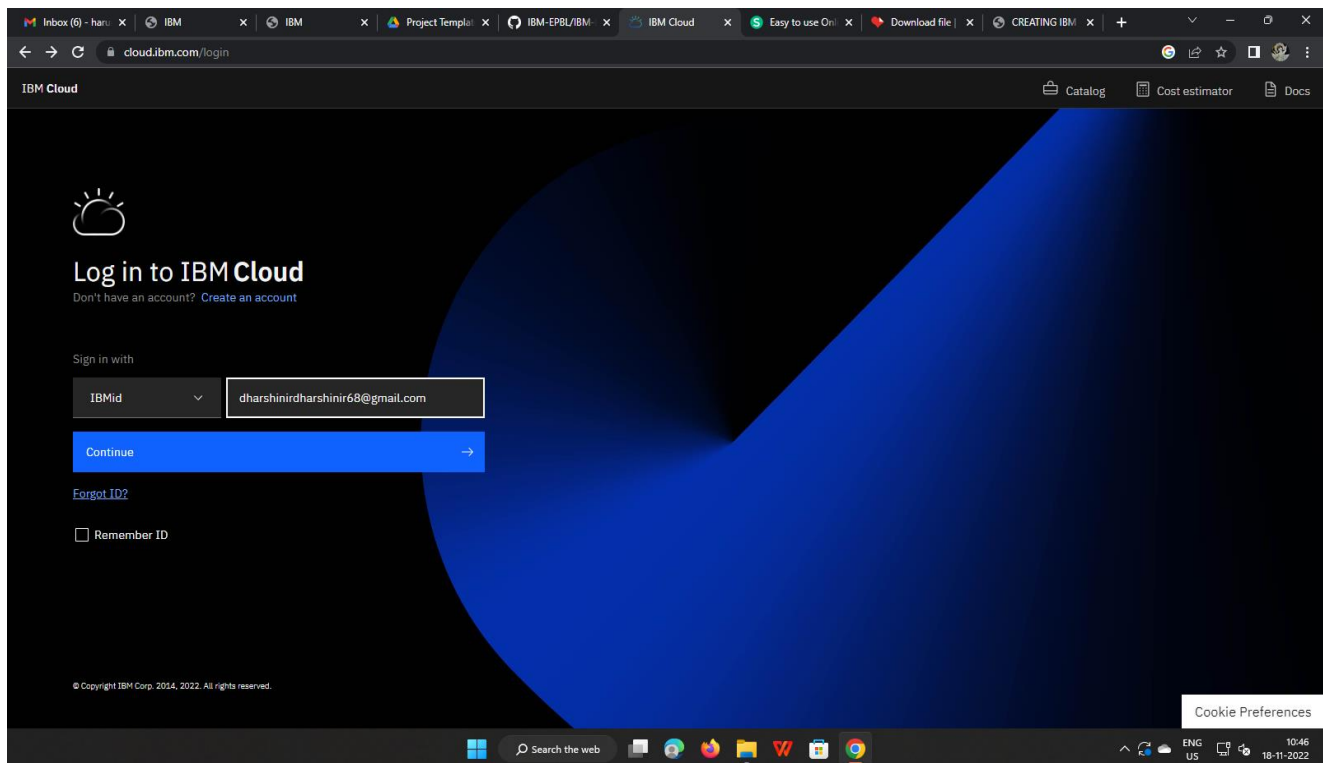 Inbox (6) - haru
IBM
IBM
Project Templat
IBM-EPBL/IBM-
IBM Cloud
Easy to use Onl
Download file |
CREATING IBM
cloud.ibm.com/login
IBM Cloud
Catalog
Cost estimator
Docs
Log in to IBM Cloud
Don't have an account? Create an account
Sign in with
IBMid
dharshinirdharshinir68@gmail.com
Continue
Forgot ID?
Remember ID
© Copyright IBM Corp. 2014, 2022. All rights reserved.
Cookie Preferences
Search the web
ENG
US
10:46
18-11-2022